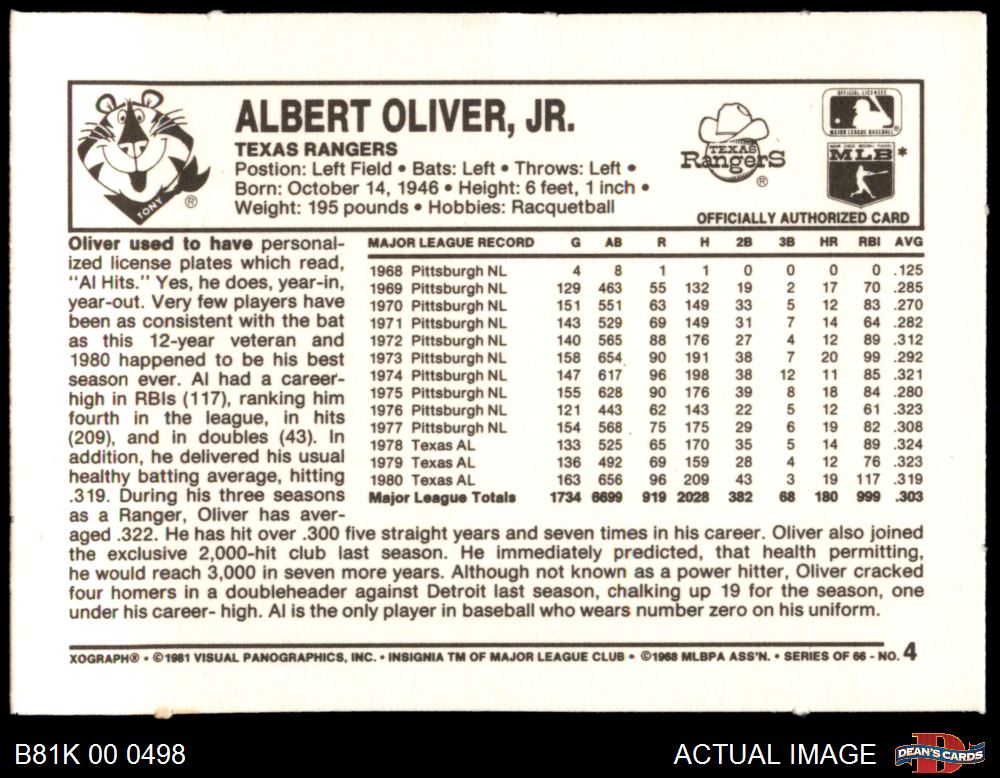 ALBERT OLIVER, JR.
TEXAS RANGERS
Postion: Left Field • Bats: Left • Throws: Left •
Born: October 14, 1946 • Height: 6 feet, 1 inch •
Weight: 195 pounds • Hobbies: Racquetball
TONY ®
TEXAS
RangerS ®
OFFICIAL LICENSEE
MAJOR LEAGUE BASEBALL ®
MLB *
OFFICIALLY AUTHORIZED CARD
Oliver used to have personal-
ized license plates which read,
"Al Hits." Yes, he does, year-in,
year-out. Very few players have
been as consistent with the bat
as this 12-year veteran and
1980 happened to be his best
season ever. Al had a career-
high in RBIs (117), ranking him
fourth in the league, in hits
(209), and in doubles (43). In
addition, he delivered his usual
healthy batting average, hitting
.319. During his three seasons
as a Ranger, Oliver has aver-
aged .322. He has hit over .300 five straight years and seven times in his career. Oliver also joined
the exclusive 2,000-hit club last season. He immediately predicted, that health permitting,
he would reach 3,000 in seven more years. Although not known as a power hitter, Oliver cracked
four homers in a doubleheader against Detroit last season, chalking up 19 for the season, one
under his career- high. Al is the only player in baseball who wears number zero on his uniform.
MAJOR LEAGUE RECORD G AB R H 2B 3B HR RBI AVG
1968 Pittsburgh NL 4 8 1 1 0 0 0 0 .125
1969 Pittsburgh NL 129 463 55 132 19 2 17 70 .285
1970 Pittsburgh NL 151 551 63 149 33 5 12 83 .270
1971 Pittsburgh NL 143 529 69 149 31 7 14 64 .282
1972 Pittsburgh NL 140 565 88 176 27 4 12 89 .312
1973 Pittsburgh NL 158 654 90 191 38 7 20 99 .292
1974 Pittsburgh NL 147 617 96 198 38 12 11 85 .321
1975 Pittsburgh NL 155 628 90 176 39 8 18 84 .280
1976 Pittsburgh NL 121 443 62 143 22 5 12 61 .323
1977 Pittsburgh NL 154 568 75 175 29 6 19 82 .308
1978 Texas AL 133 525 65 170 35 5 14 89 .324
1979 Texas AL 136 492 69 159 28 4 12 76 .323
1980 Texas AL 163 656 96 209 43 3 19 117 .319
Major League Totals 1734 6699 919 2028 382 68 180 999 .303
XOGRAPH® • ©1981 VISUAL PANOGRAPHICS, INC. • INSIGNIA TM OF MAJOR LEAGUE CLUB • ©1968 MLBPA ASS'N. • SERIES OF 66 - NO. 4
B81K 00 0498
ACTUAL IMAGE
DEAN'S CARDS